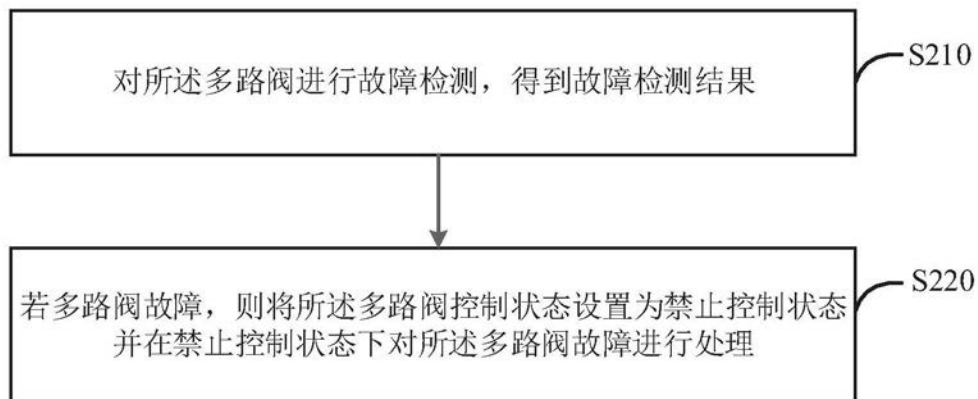 对所述多路阀进行故障检测，得到故障检测结果
S210
若多路阀故障，则将所述多路阀控制状态设置为禁止控制状态
并在禁止控制状态下对所述多路阀故障进行处理
S220